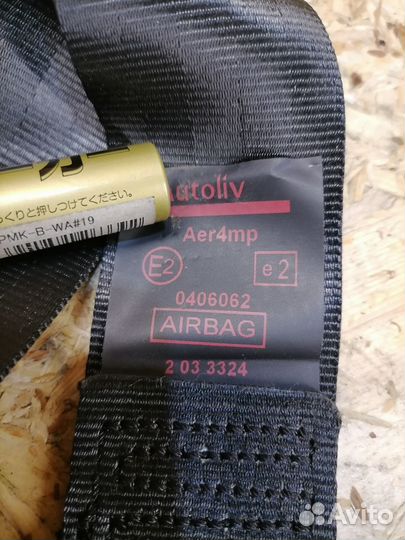 くりと押しつけてください。
PMK-B-WA#19
autoliv
Aer4mp
E2
e2
0406062
AIRBAG
2 03 3324
Avito